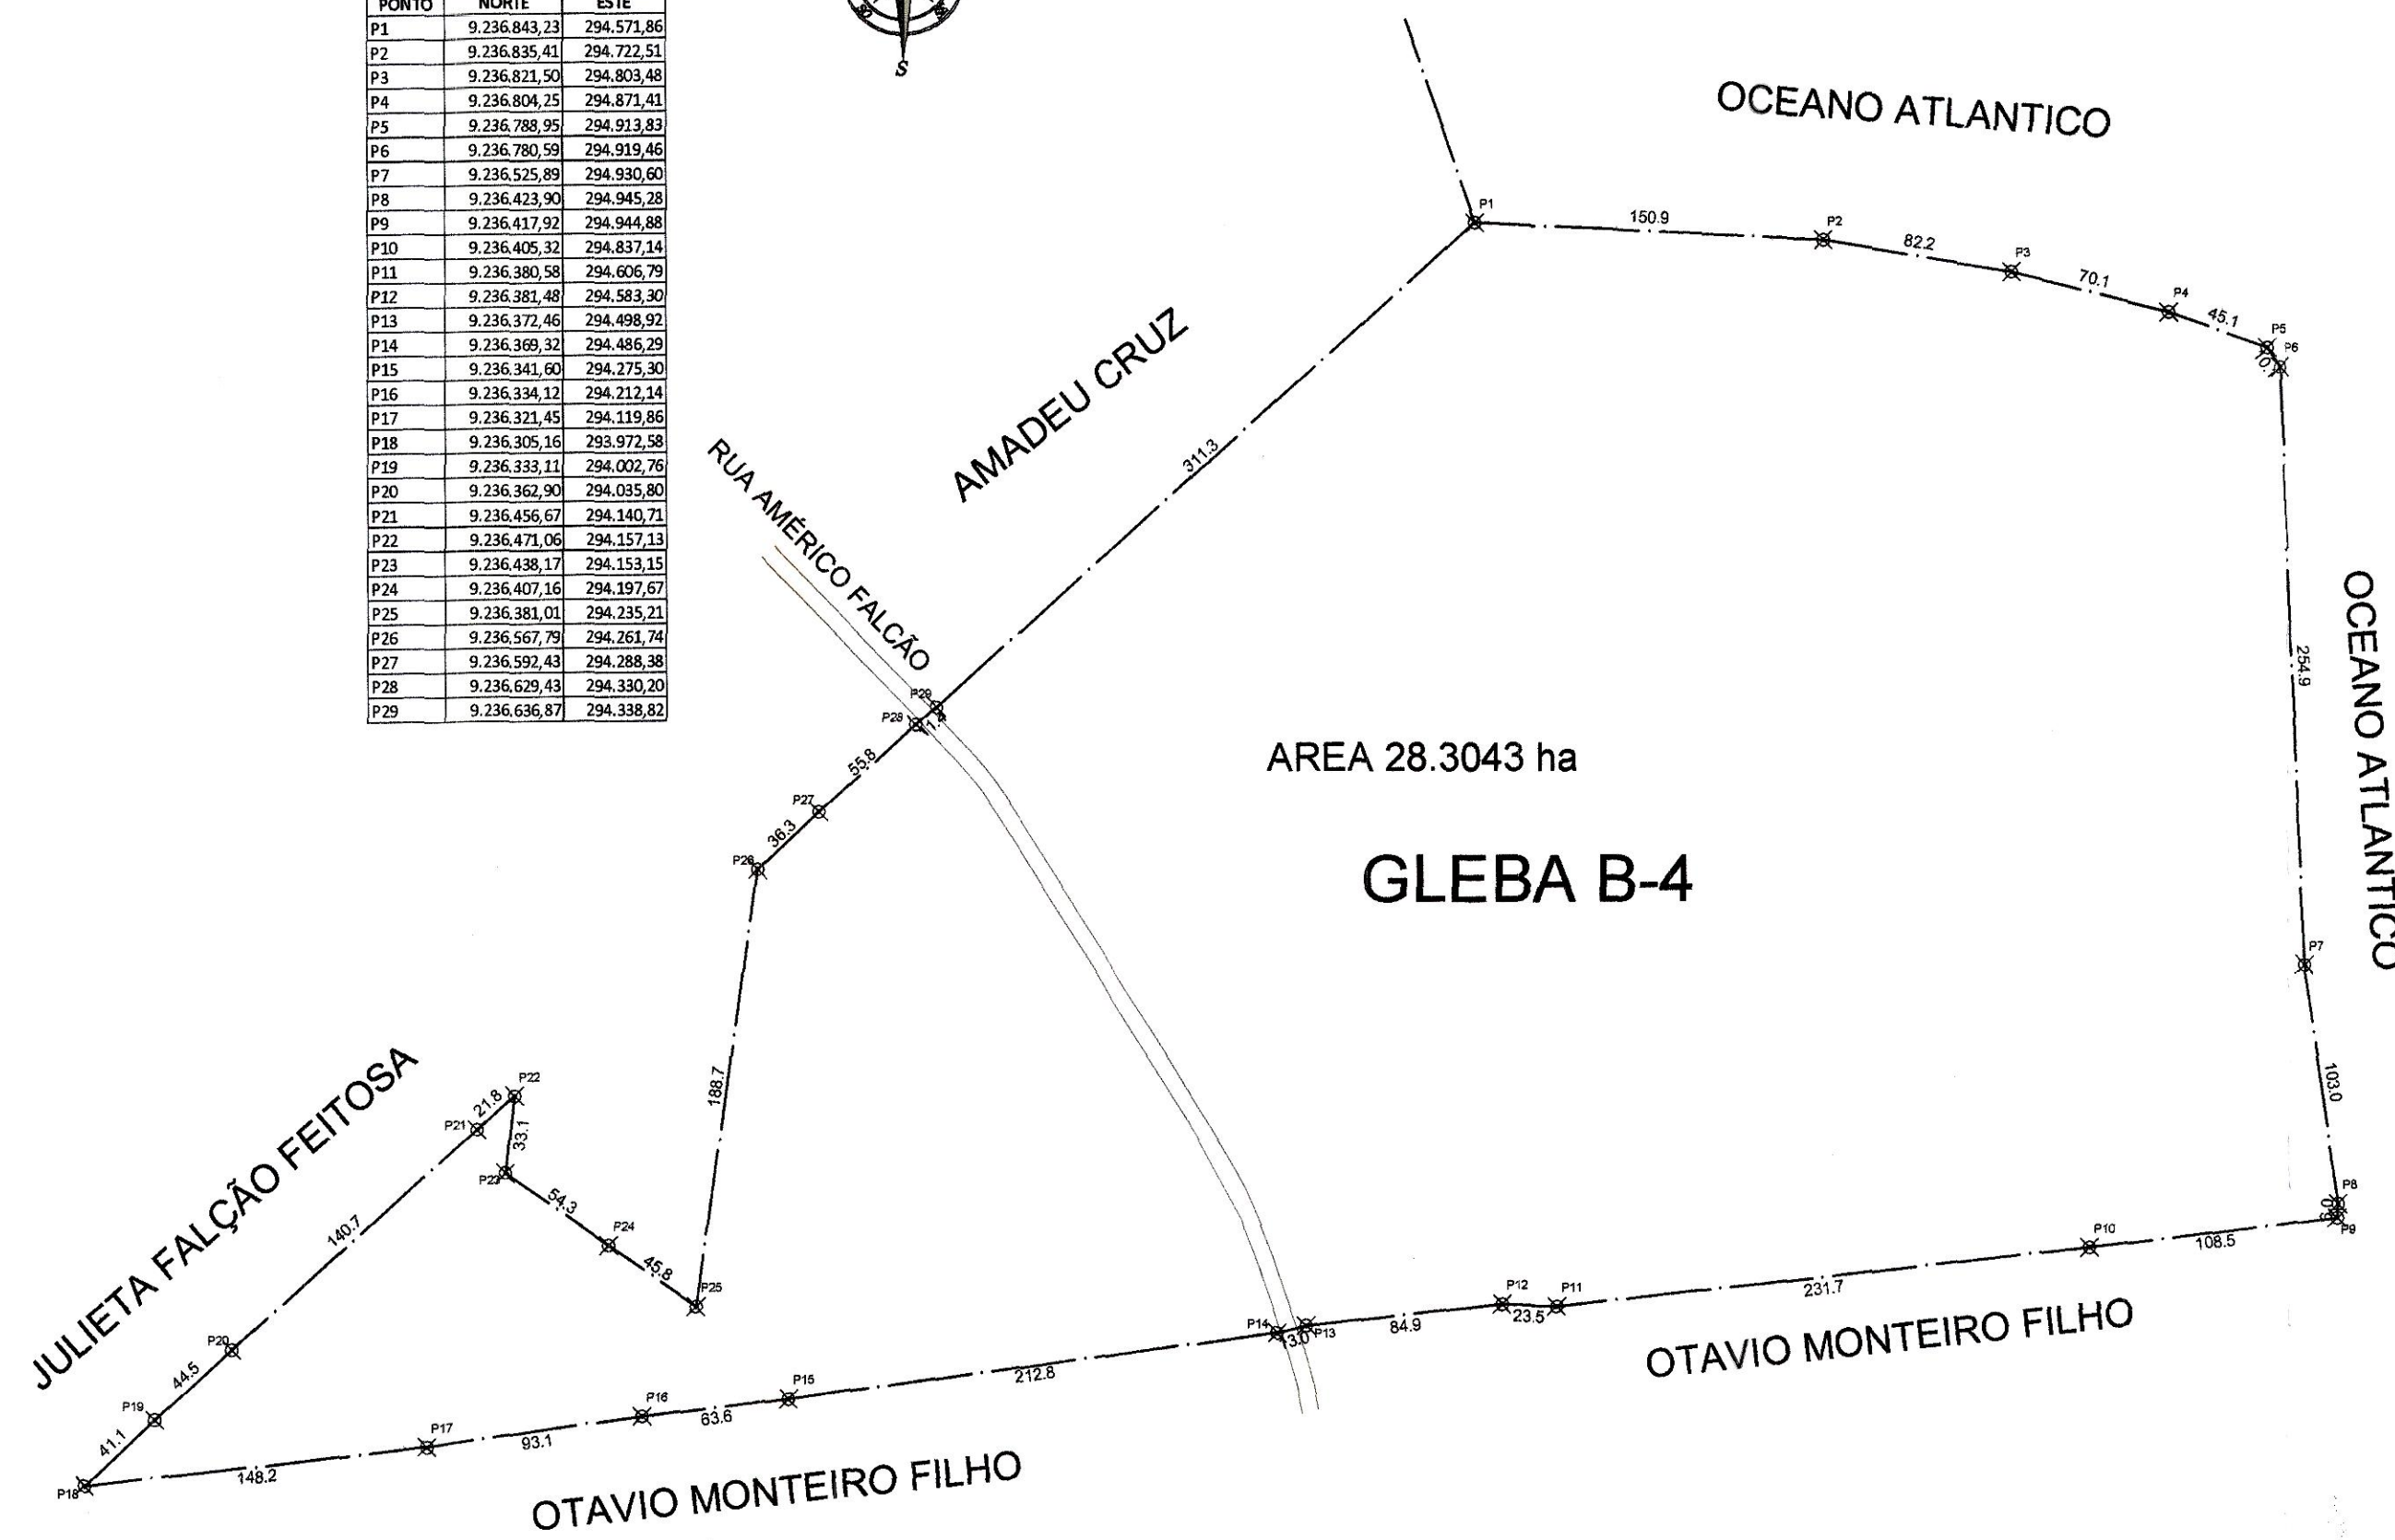 PONTO NORTE ESTE
P1 9.236.843,23 294.571,86
P2 9.236.835,41 294.722,51
P3 9.236.821,50 294.803,48
P4 9.236.804,25 294.871,41
P5 9.236.788,95 294.913,83
P6 9.236.780,59 294.919,46
P7 9.236.525,89 294.930,60
P8 9.236.423,90 294.945,28
P9 9.236.417,92 294.944,88
P10 9.236.405,32 294.837,14
P11 9.236.380,58 294.606,79
P12 9.236.381,48 294.583,30
P13 9.236.372,46 294.498,92
P14 9.236.369,32 294.486,29
P15 9.236.341,60 294.275,30
P16 9.236.334,12 294.212,14
P17 9.236.321,45 294.119,86
P18 9.236.305,16 293.972,58
P19 9.236.333,11 294.002,76
P20 9.236.362,90 294.035,80
P21 9.236.456,67 294.140,71
P22 9.236.471,06 294.157,13
P23 9.236.438,17 294.153,15
P24 9.236.407,16 294.197,67
P25 9.236.381,01 294.235,21
P26 9.236.567,79 294.261,74
P27 9.236.592,43 294.288,38
P28 9.236.629,43 294.330,20
P29 9.236.636,87 294.338,82
SO
S
OCEANO ATLANTICO
P1
150.9
P2
82.2
P3
70.1
P4
45.1
P5
P6
AMADEU CRUZ
311.3
RUA AMÉRICO FALCÃO
254.9
OCEANO ATLANTICO
P29
P28
55.8
P27
36.3
P26
AREA 28.3043 ha
GLEBA B-4
P7
103.0
188.7
JULIETA FALÇÃO FEITOSA
P22
21.8
P21
33.1
P23
54.3
P24
45.8
P25
140.7
P20
44.5
P19
41.1
P18
148.2
P17
93.1
P16
63.6
P15
212.8
P14
13.0
P13
84.9
P12
23.5
P11
231.7
P10
108.5
P8
P9
OTAVIO MONTEIRO FILHO
OTAVIO MONTEIRO FILHO